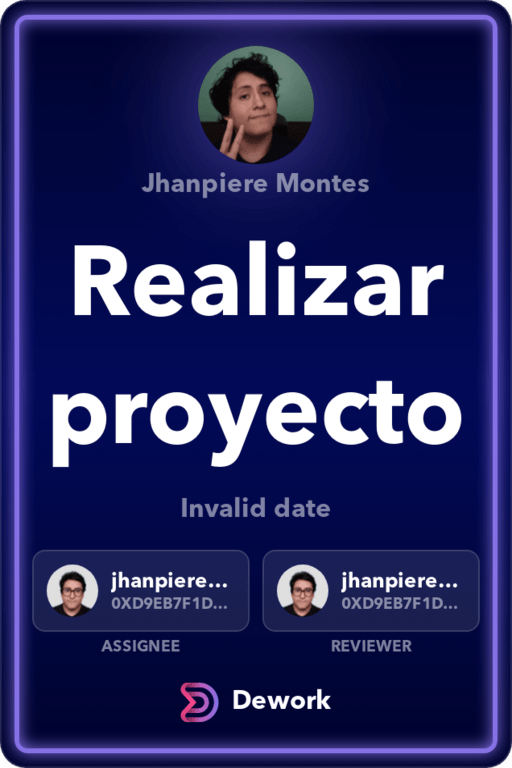 Jhanpiere Montes
Realizar
proyecto
Invalid date
jhanpiere... jhanpiere...
0XD9EB7F1D... 0XD9EB7F1D...
ASSIGNEE REVIEWER
Dework